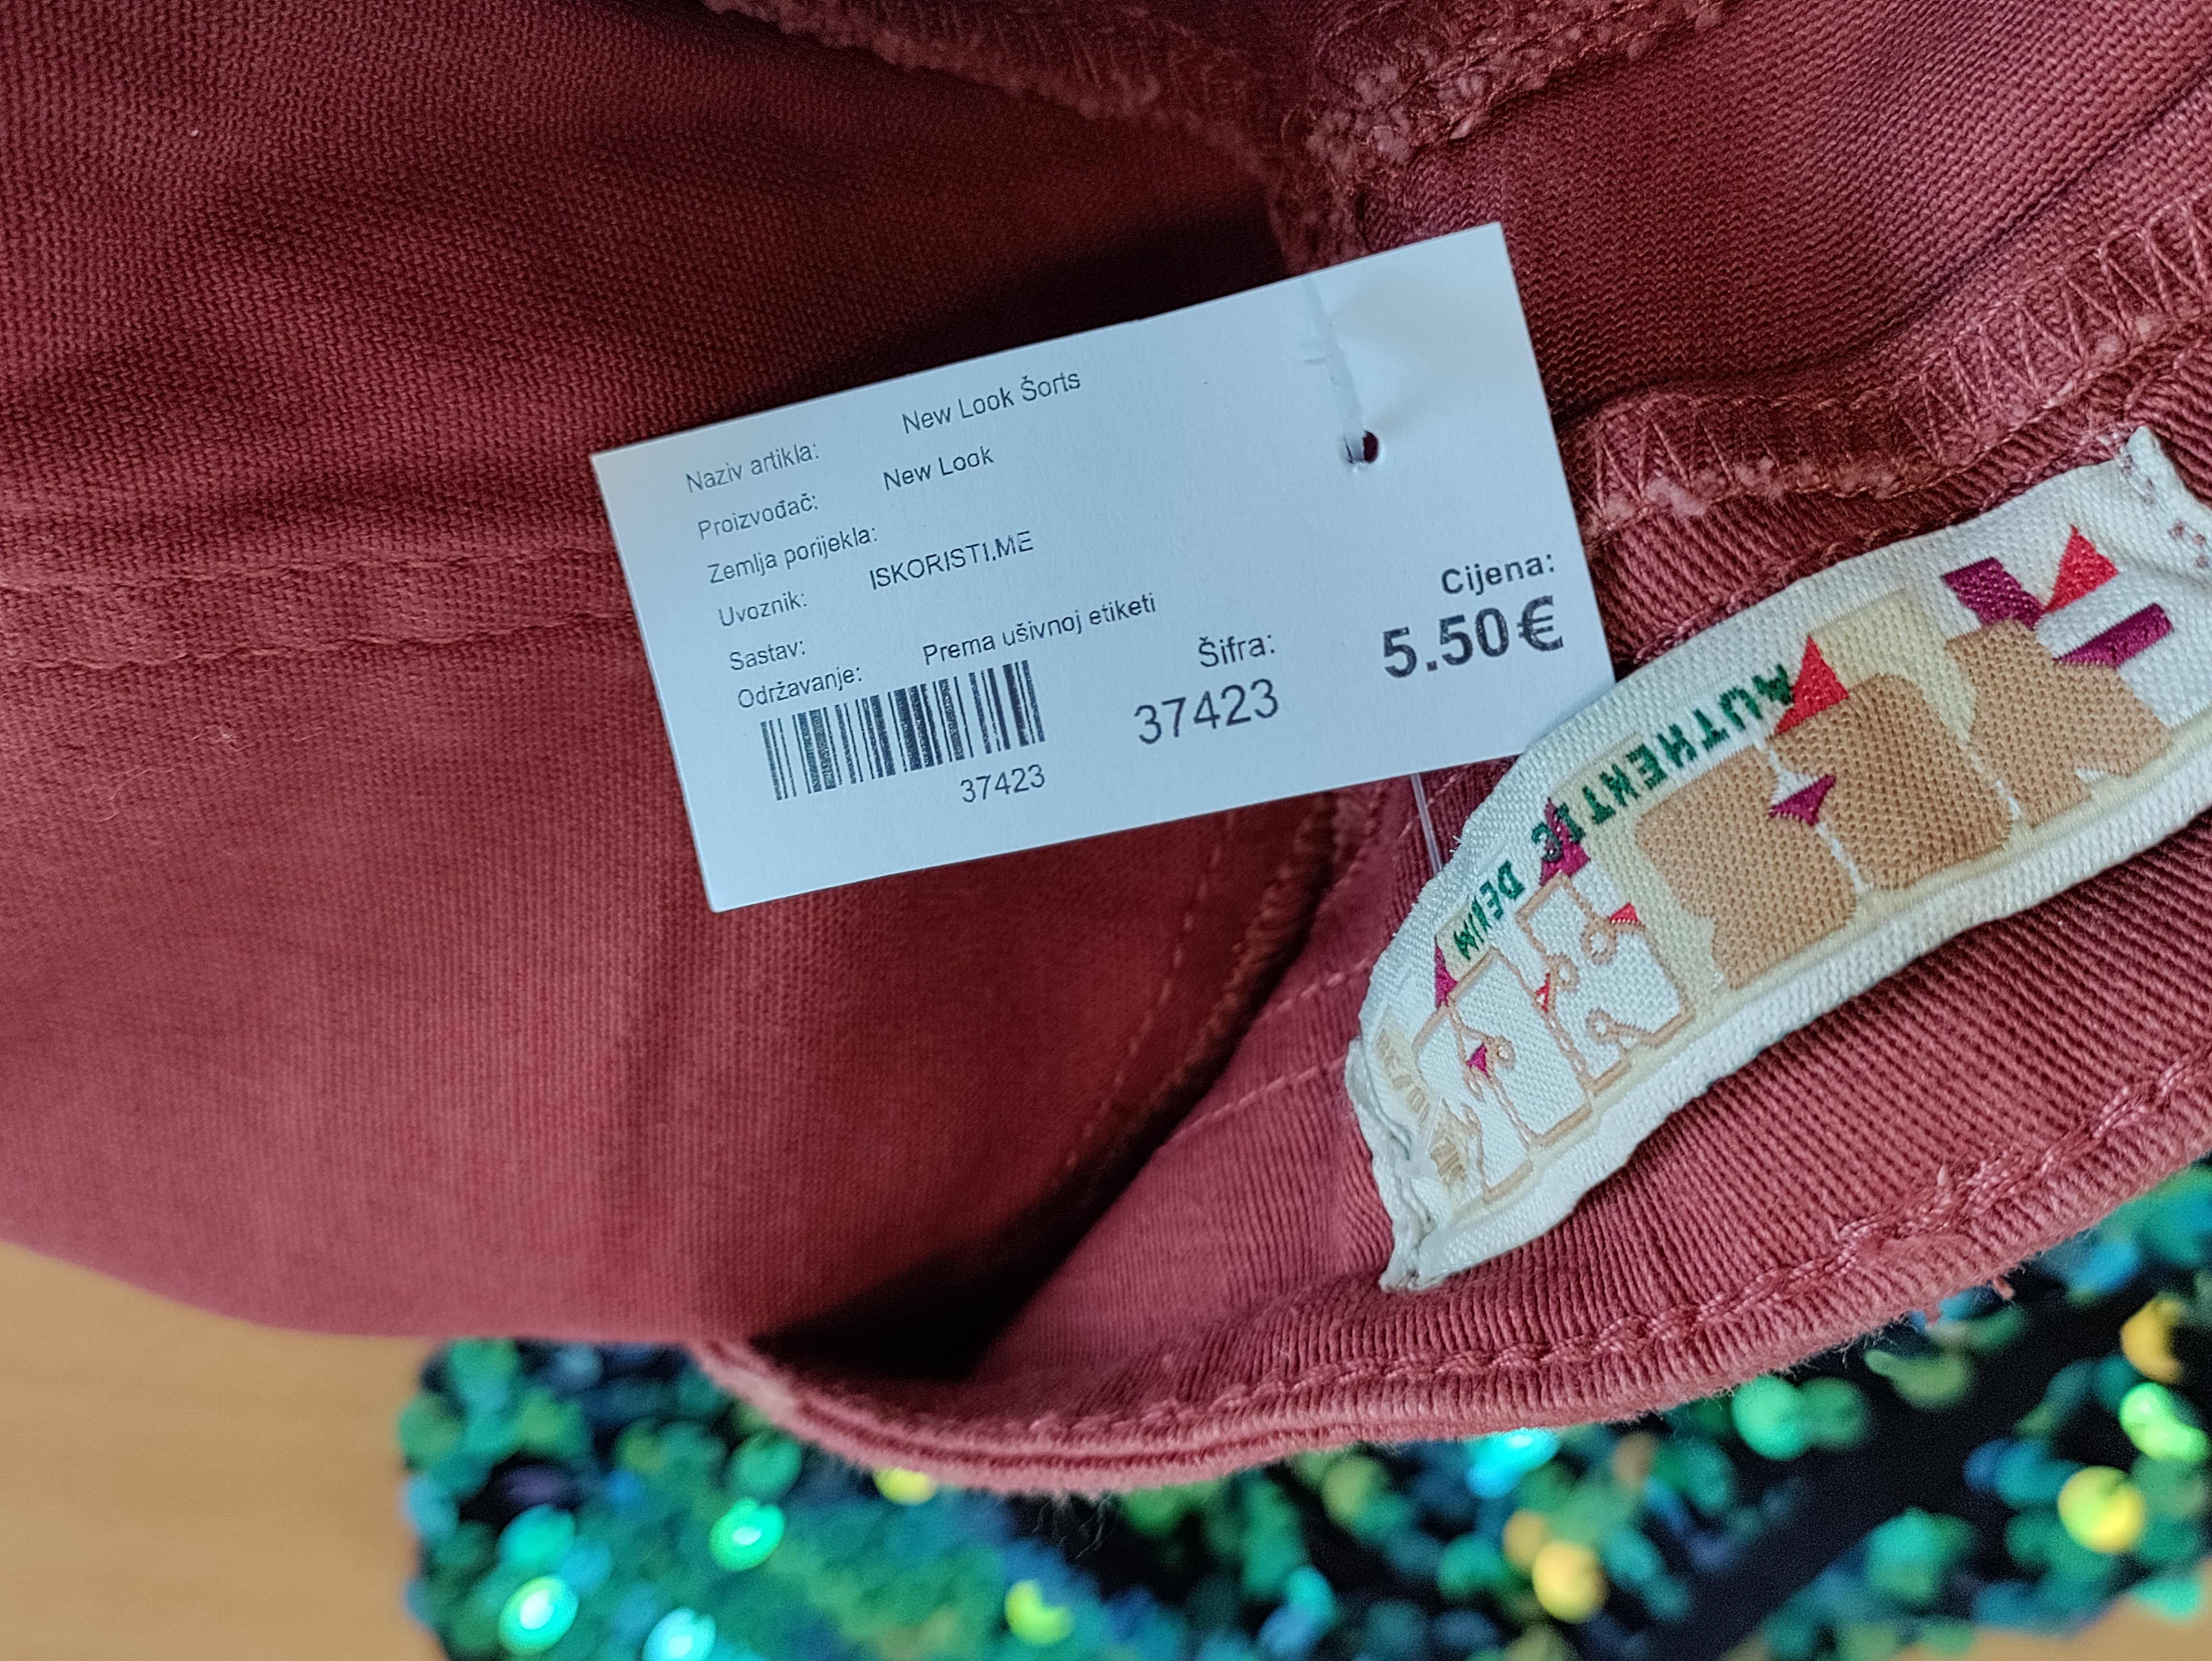 Naziv artikla: New Look Šorts
Proizvođač: New Look
Zemlja porijekla:
Uvoznik: ISKORISTI.ME
Sastav:
Održavanje: Prema ušivnoj etiketi
37423
Šifra:
37423
Cijena:
5.50€
AUTHENTIC DENIM